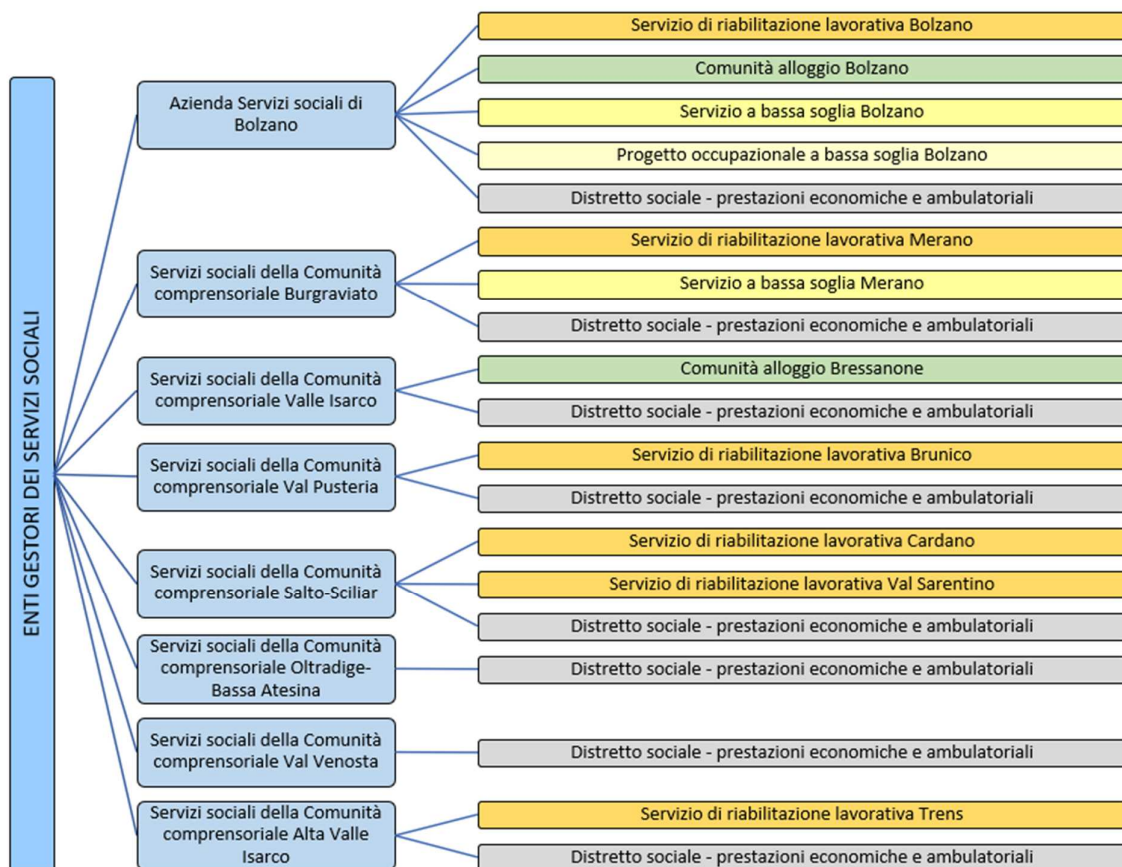 ENTI GESTORI DEI SERVIZI SOCIALI
Azienda Servizi sociali di
Bolzano
Servizio di riabilitazione lavorativa Bolzano
Comunità alloggio Bolzano
Servizio a bassa soglia Bolzano
Progetto occupazionale a bassa soglia Bolzano
Distretto sociale - prestazioni economiche e ambulatoriali
Servizi sociali della Comunità
comprensoriale Burgraviato
Servizio di riabilitazione lavorativa Merano
Servizio a bassa soglia Merano
Distretto sociale - prestazioni economiche e ambulatoriali
Servizi sociali della Comunità
comprensoriale Valle Isarco
Comunità alloggio Bressanone
Distretto sociale - prestazioni economiche e ambulatoriali
Servizi sociali della Comunità
comprensoriale Val Pusteria
Servizio di riabilitazione lavorativa Brunico
Distretto sociale - prestazioni economiche e ambulatoriali
Servizi sociali della Comunità
comprensoriale Salto-Sciliar
Servizio di riabilitazione lavorativa Cardano
Servizio di riabilitazione lavorativa Val Sarentino
Distretto sociale - prestazioni economiche e ambulatoriali
Servizi sociali della Comunità
comprensoriale Oltradige-
Bassa Atesina
Distretto sociale - prestazioni economiche e ambulatoriali
Servizi sociali della Comunità
comprensoriale Val Venosta
Distretto sociale - prestazioni economiche e ambulatoriali
Servizi sociali della Comunità
comprensoriale Alta Valle
Isarco
Servizio di riabilitazione lavorativa Trens
Distretto sociale - prestazioni economiche e ambulatoriali